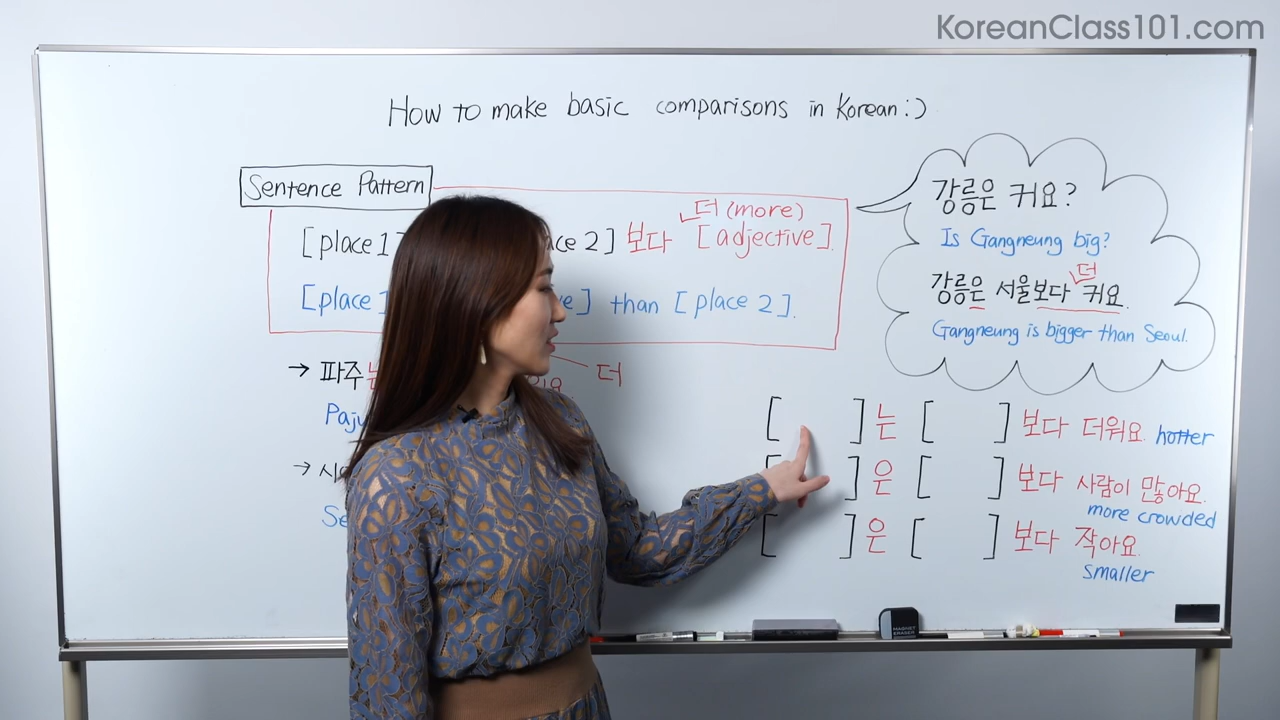 KoreanClass101.com
How to make basic comparisons in Korean:)
Sentence Pattern
더 (more)
[place 1 ce 2] 보다 [adjective].
[place e] than [place 2].
→ 파주는 더
Paju
→ 시
Se
강릉은 커요?
Is Gangneung big?
더
강릉은 서울보다 커요.
Gangneung is bigger than Seoul.
[ ] 는 [ ] 보다 더워요. hotter
[ ] 은 [ ] 보다 사람이 많아요.
more crowded
[ ] 은 [ ] 보다 작아요.
smaller
MAGNET
ERASER